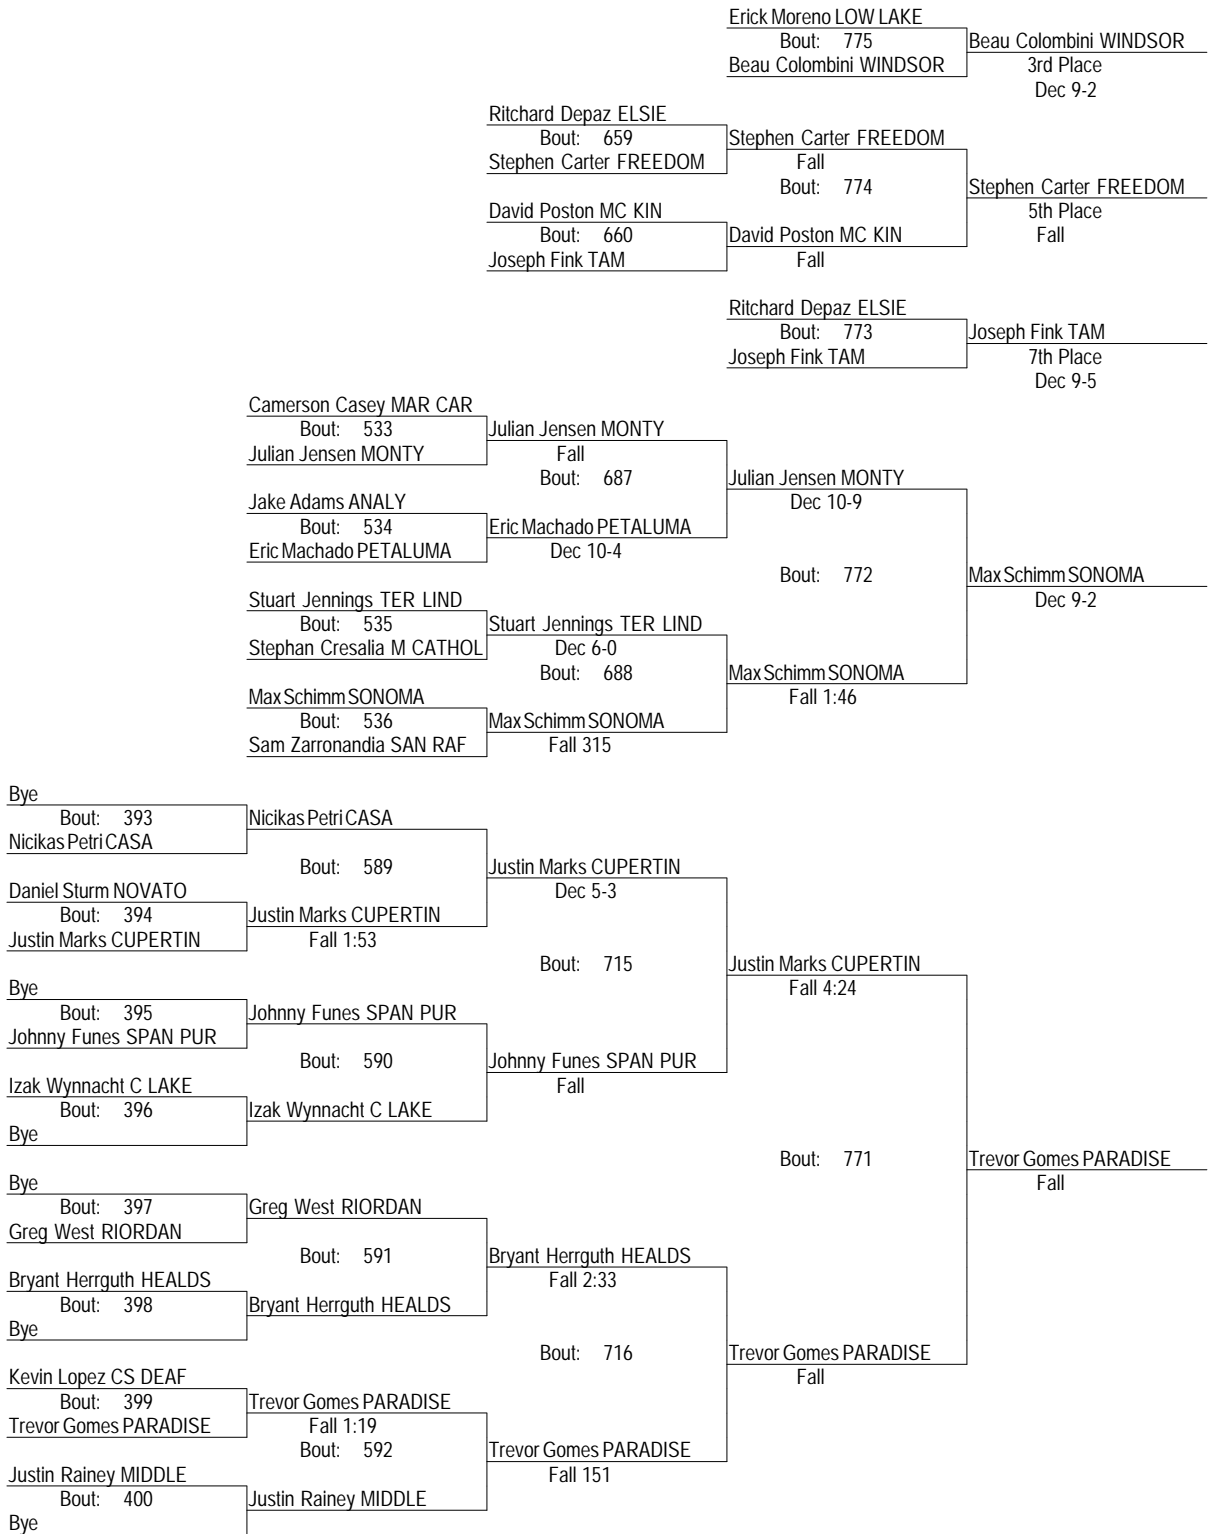 Erick Moreno LOW LAKE
Bout: 775
Beau Colombini WINDSOR
Beau Colombini WINDSOR
3rd Place
Dec 9-2
Ritchard Depaz ELSIE
Bout: 659
Stephen Carter FREEDOM
Stephen Carter FREEDOM
Fall
Bout: 774
Stephen Carter FREEDOM
5th Place
Fall
David Poston MC KIN
Bout: 660
Joseph Fink TAM
David Poston MC KIN
Fall
Ritchard Depaz ELSIE
Bout: 773
Joseph Fink TAM
Joseph Fink TAM
7th Place
Dec 9-5
Camerson Casey MAR CAR
Bout: 533
Julian Jensen MONTY
Julian Jensen MONTY
Fall
Bout: 687
Julian Jensen MONTY
Dec 10-9
Jake Adams ANALY
Bout: 534
Eric Machado PETALUMA
Eric Machado PETALUMA
Dec 10-4
Bout: 772
Max Schimm SONOMA
Dec 9-2
Stuart Jennings TER LIND
Bout: 535
Stephan Cresalia M CATHOL
Stuart Jennings TER LIND
Dec 6-0
Bout: 688
Max Schimm SONOMA
Fall 1:46
Max Schimm SONOMA
Bout: 536
Sam Zarronandia SAN RAF
Max Schimm SONOMA
Fall 315
Bye
Bout: 393
Nicikas Petri CASA
Nicikas Petri CASA
Bout: 589
Justin Marks CUPERTIN
Dec 5-3
Daniel Sturm NOVATO
Bout: 394
Justin Marks CUPERTIN
Justin Marks CUPERTIN
Fall 1:53
Bout: 715
Justin Marks CUPERTIN
Fall 4:24
Bye
Bout: 395
Johnny Funes SPAN PUR
Johnny Funes SPAN PUR
Bout: 590
Johnny Funes SPAN PUR
Fall
Izak Wynnacht C LAKE
Bout: 396
Bye
Izak Wynnacht C LAKE
Bout: 771
Trevor Gomes PARADISE
Fall
Bye
Bout: 397
Greg West RIORDAN
Greg West RIORDAN
Bout: 591
Bryant Herrguth HEALDS
Fall 2:33
Bryant Herrguth HEALDS
Bout: 398
Bye
Bryant Herrguth HEALDS
Bout: 716
Trevor Gomes PARADISE
Fall
Kevin Lopez CS DEAF
Bout: 399
Trevor Gomes PARADISE
Trevor Gomes PARADISE
Fall 1:19
Bout: 592
Trevor Gomes PARADISE
Fall 151
Justin Rainey MIDDLE
Bout: 400
Bye
Justin Rainey MIDDLE